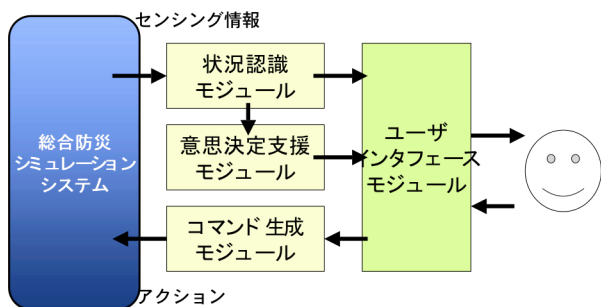 センシング情報
状況認識
モジュール
総合防災
シミュレーション
システム
意思決定支援
モジュール
ユーザ
インタフェース
モジュール
コマンド生成
モジュール
アクション